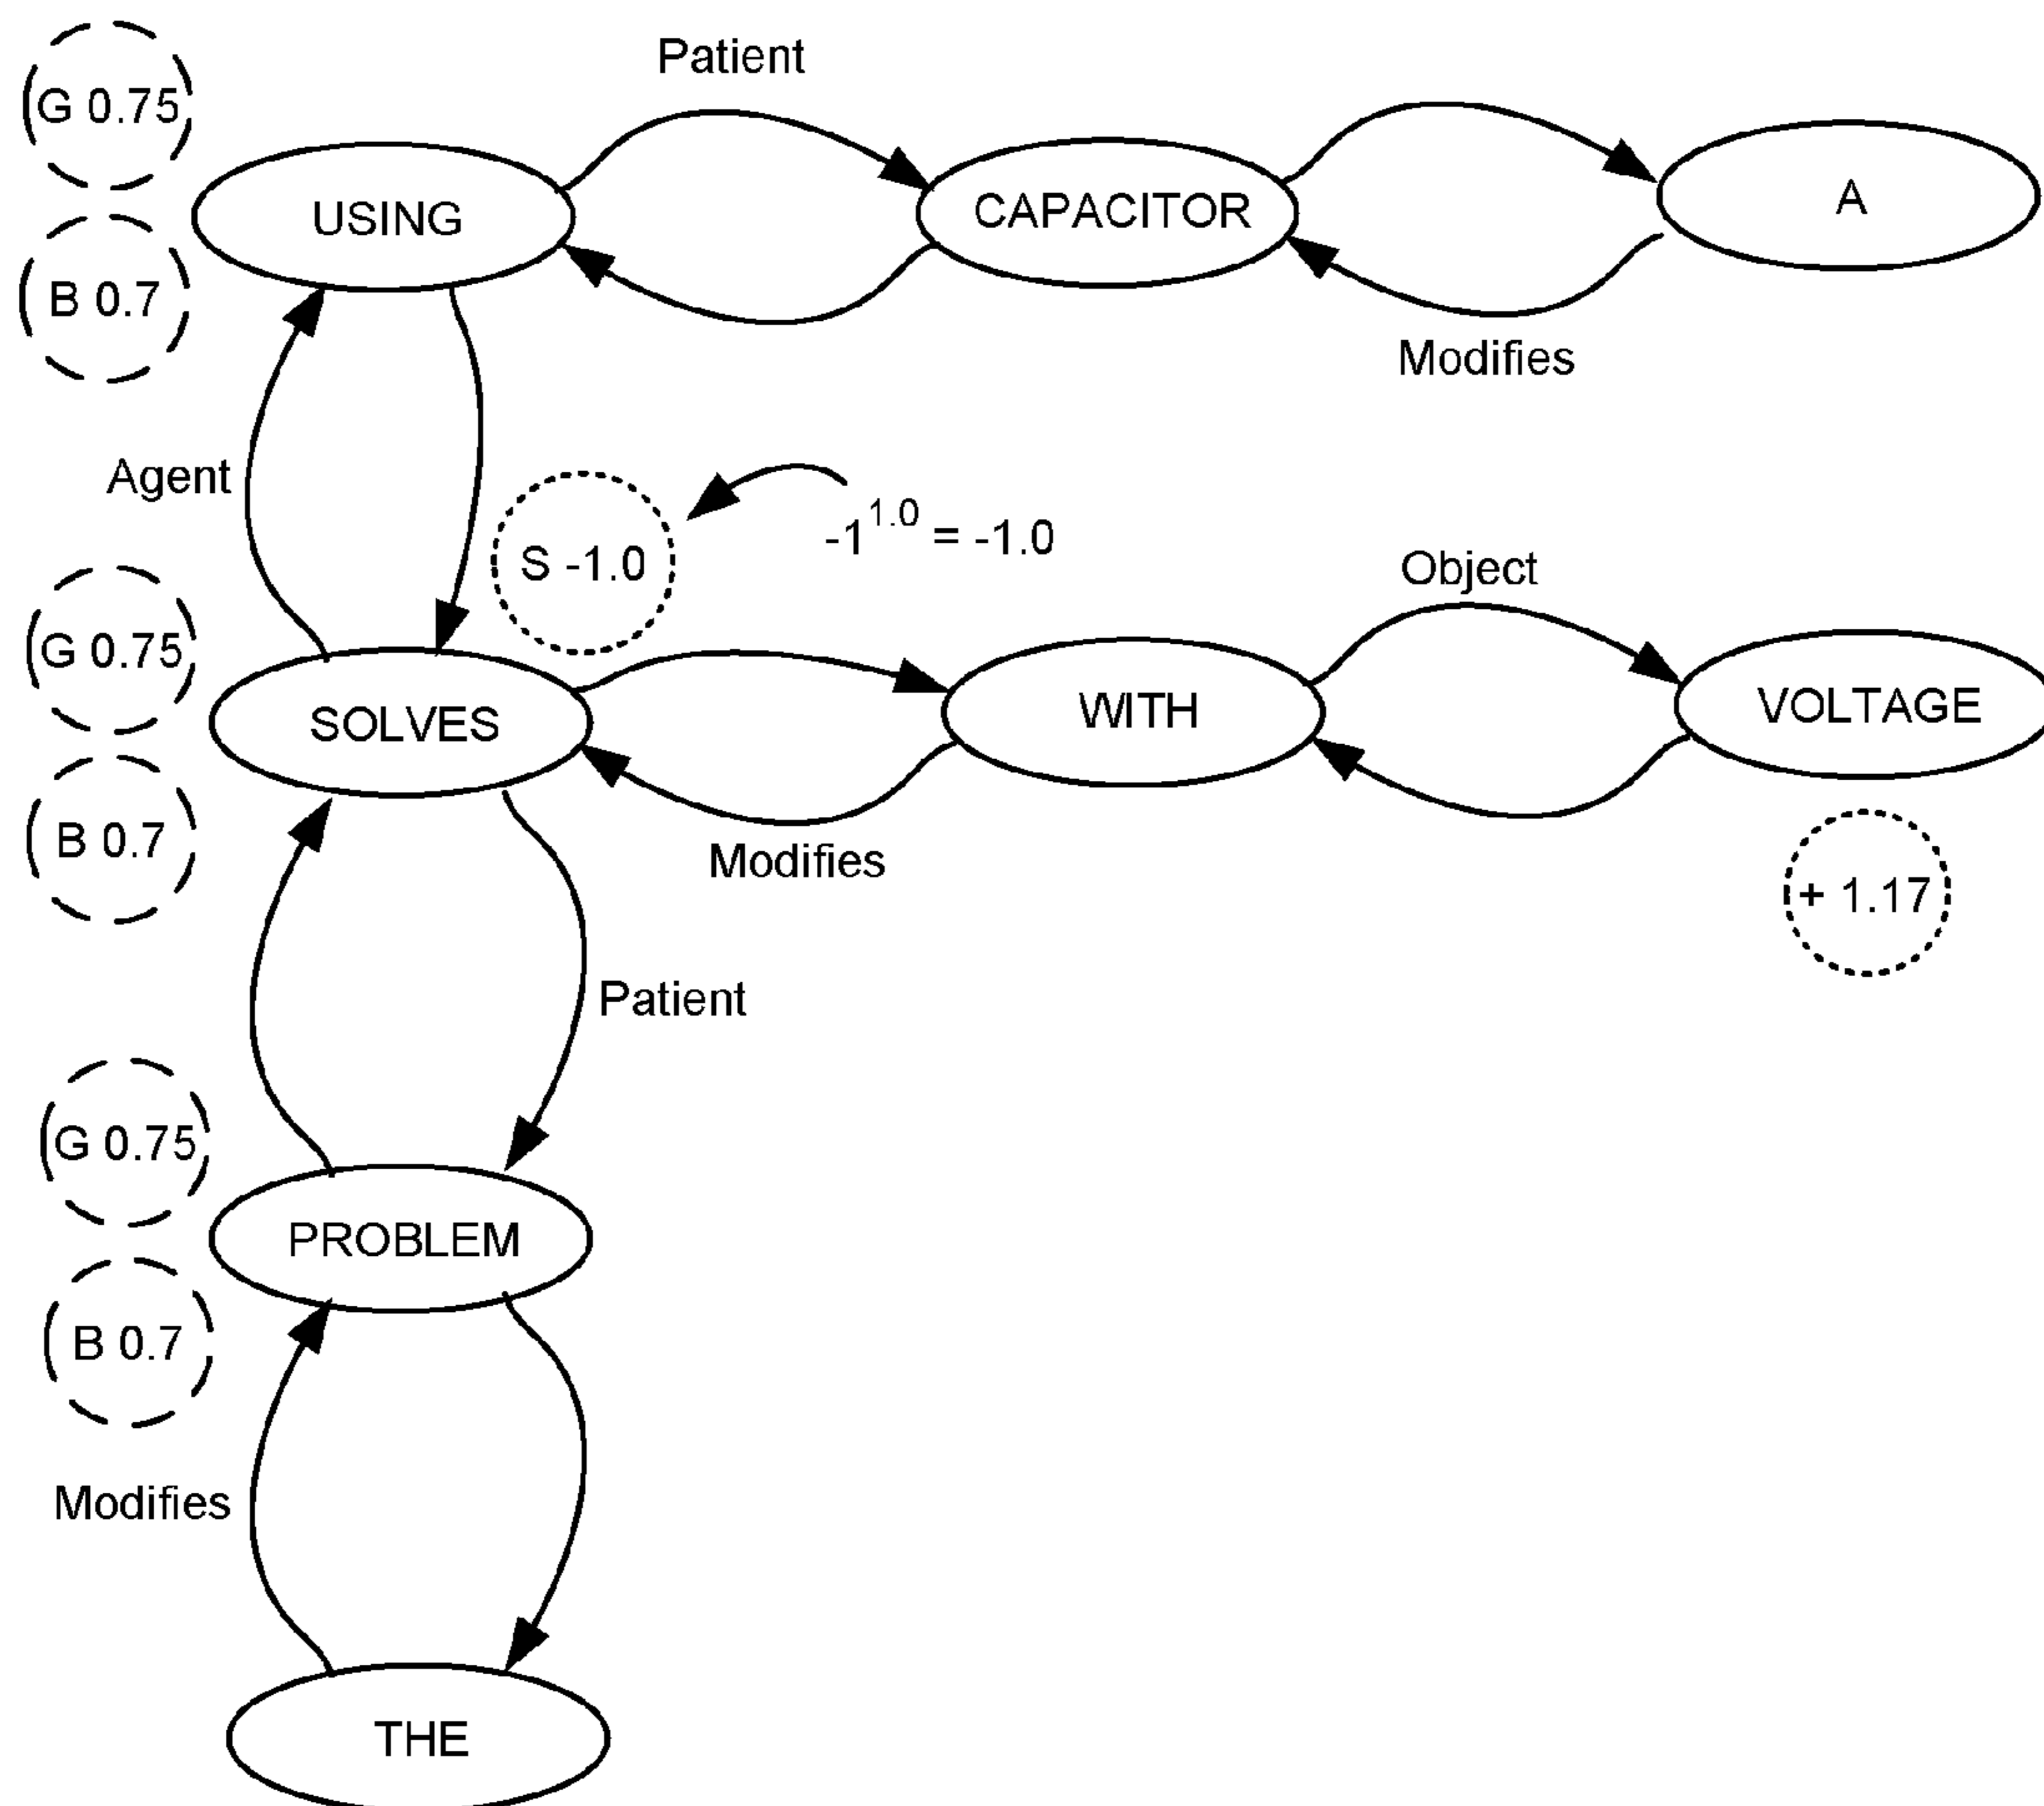 Patient
G 0.75
USING
CAPACITOR
A
B 0.7
Modifies
Agent
S -1.0
-1^1.0 = -1.0
Object
G 0.75
SOLVES
WITH
VOLTAGE
B 0.7
Modifies
+ 1.17
Patient
G 0.75
PROBLEM
B 0.7
Modifies
THE